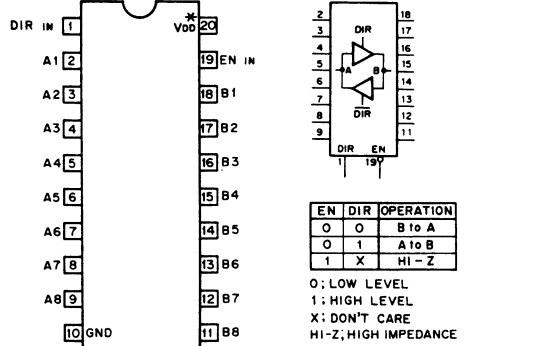 DIR IN 1
* VDD 20
A1 2
19 EN IN
A2 3
18 B1
A3 4
17 B2
A4 5
16 B3
A5 6
15 B4
A6 7
14 B5
A7 8
13 B6
A8 9
12 B7
10 GND
11 B8
2 18
3 17
DIR
4 16
5 15
A B
6 14
7 13
DIR
8 12
9 11
DIR EN
1 19
EN DIR OPERATION
0 0 B to A
0 1 A to B
1 X HI-Z
0; LOW LEVEL
1; HIGH LEVEL
X; DON'T CARE
HI-Z; HIGH IMPEDANCE